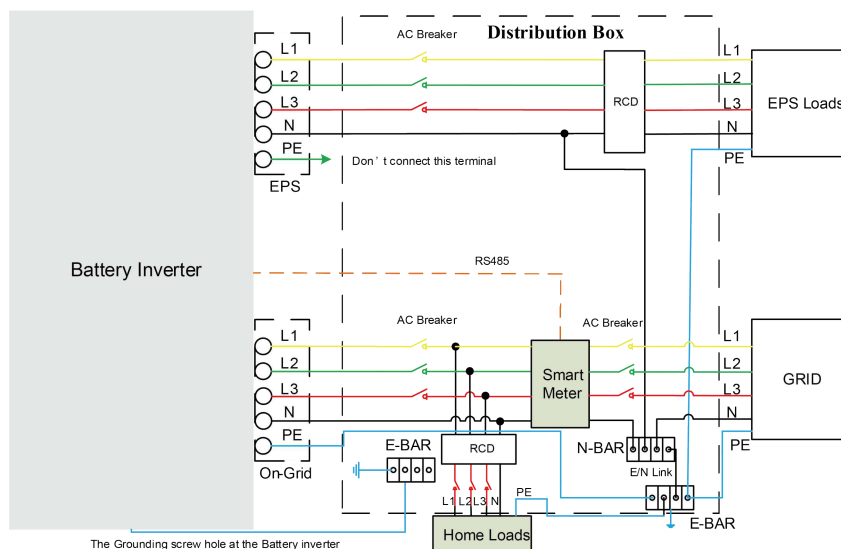 Distribution Box
AC Breaker
L1
L2
L3
N
PE
EPS
Don't connect this terminal
RCD
L1
L2
L3
N
PE
EPS Loads
Battery Inverter
RS485
AC Breaker
AC Breaker
L1
L2
L3
N
PE
On-Grid
Smart
Meter
L1
L2
L3
N
PE
GRID
E-BAR
RCD
N-BAR
E/N Link
L1 L2 L3 N
PE
E-BAR
Home Loads
The Grounding screw hole at the Battery inverter